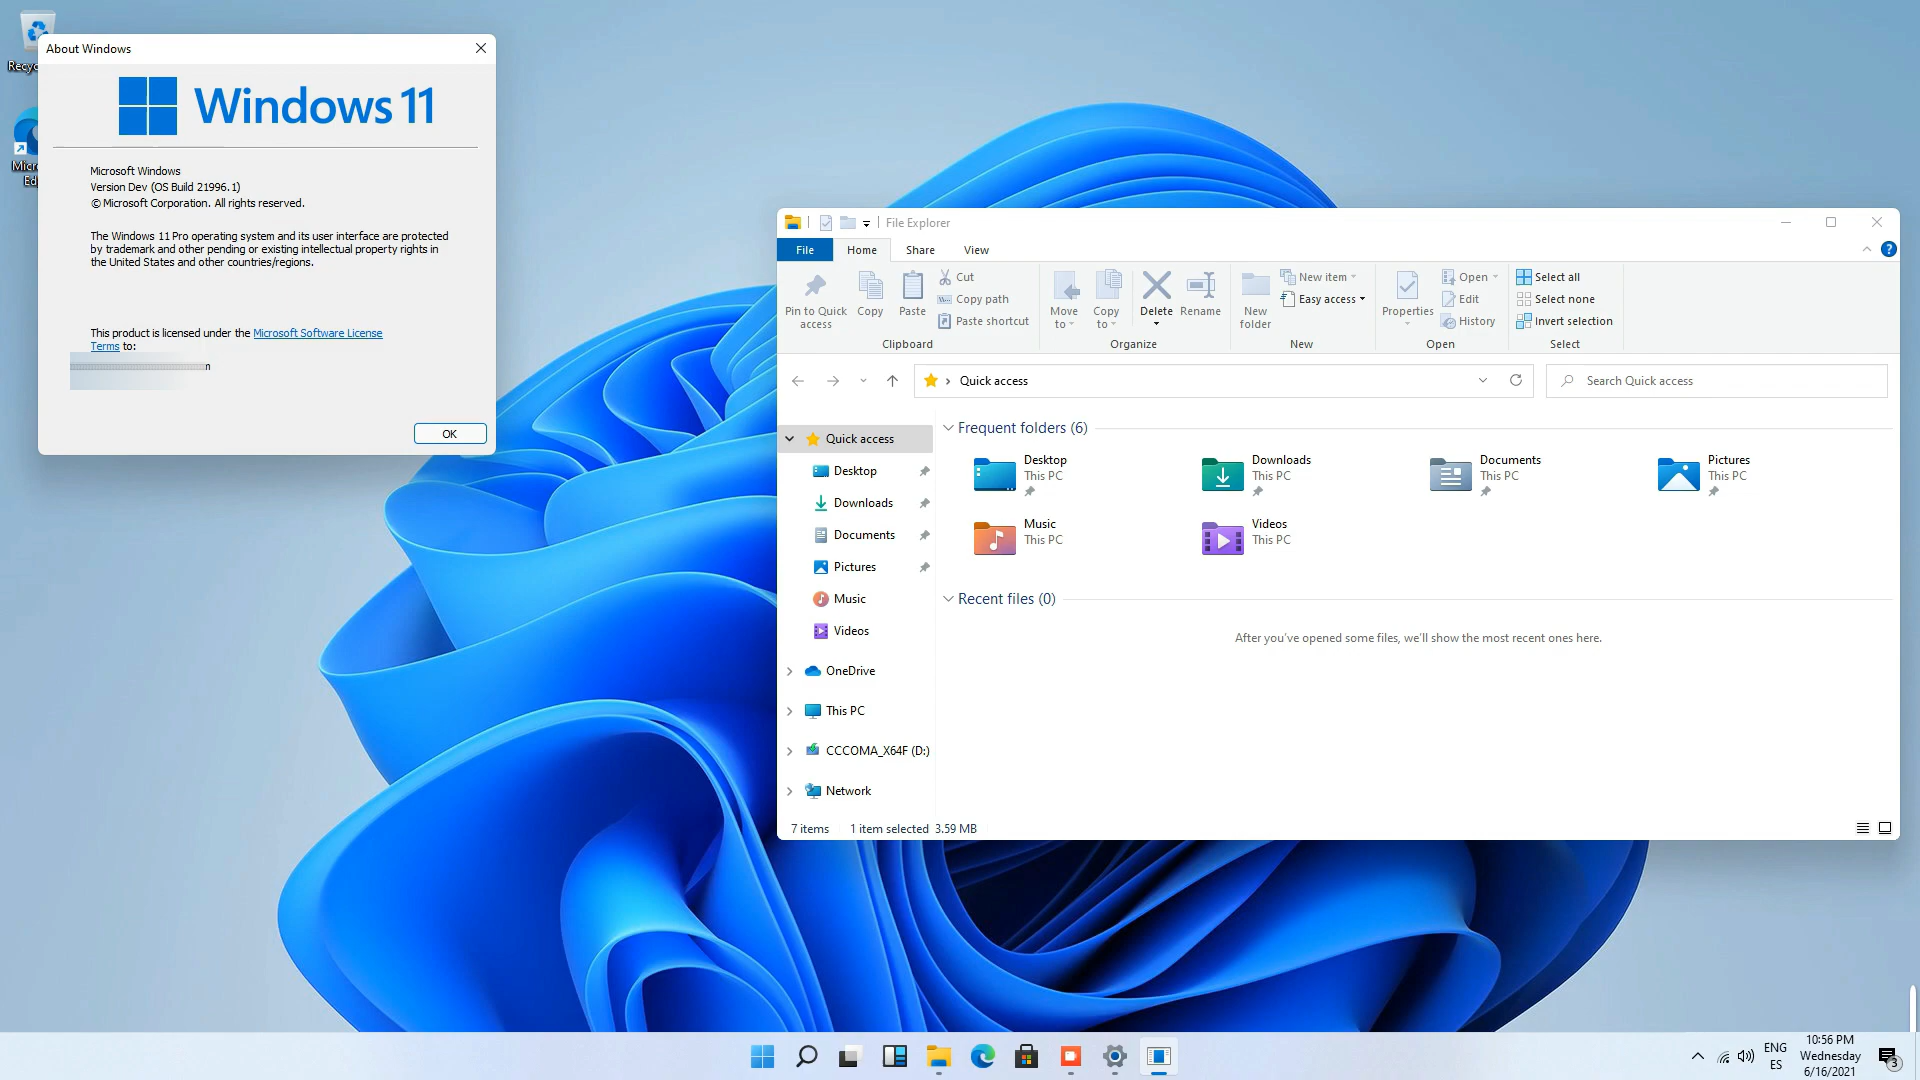 Recyc
Micro
Ed
About Windows
Windows 11
Microsoft Windows
Version Dev (OS Build 21996.1)
© Microsoft Corporation. All rights reserved.
The Windows 11 Pro operating system and its user interface are protected
by trademark and other pending or existing intellectual property rights in
the United States and other countries/regions.
This product is licensed under the Microsoft Software License
Terms to:
n
OK
File Explorer
File Home Share View
Pin to Quick access
Copy
Paste
Cut
Copy path
Paste shortcut
Clipboard
Move to
Copy to
Delete
Rename
Organize
New folder
New item
Easy access
New
Properties
Open
Edit
History
Open
Select all
Select none
Invert selection
Select
Quick access
Search Quick access
Quick access
Desktop
Downloads
Documents
Pictures
Music
Videos
OneDrive
This PC
CCCOMA_X64F (D:)
Network
Frequent folders (6)
Desktop
This PC
Downloads
This PC
Documents
This PC
Pictures
This PC
Music
This PC
Videos
This PC
Recent files (0)
After you've opened some files, we'll show the most recent ones here.
7 items 1 item selected 3.59 MB
ENG
ES
10:56 PM
Wednesday
6/16/2021
3